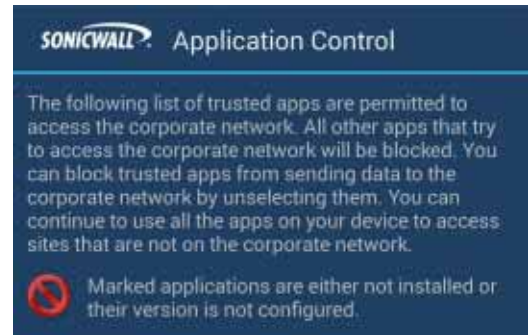 SONICWALL Application Control
The following list of trusted apps are permitted to
access the corporate network. All other apps that try
to access the corporate network will be blocked. You
can block trusted apps from sending data to the
corporate network by unselecting them. You can
continue to use all the apps on your device to access
sites that are not on the corporate network.
Marked applications are either not installed or
their version is not configured.